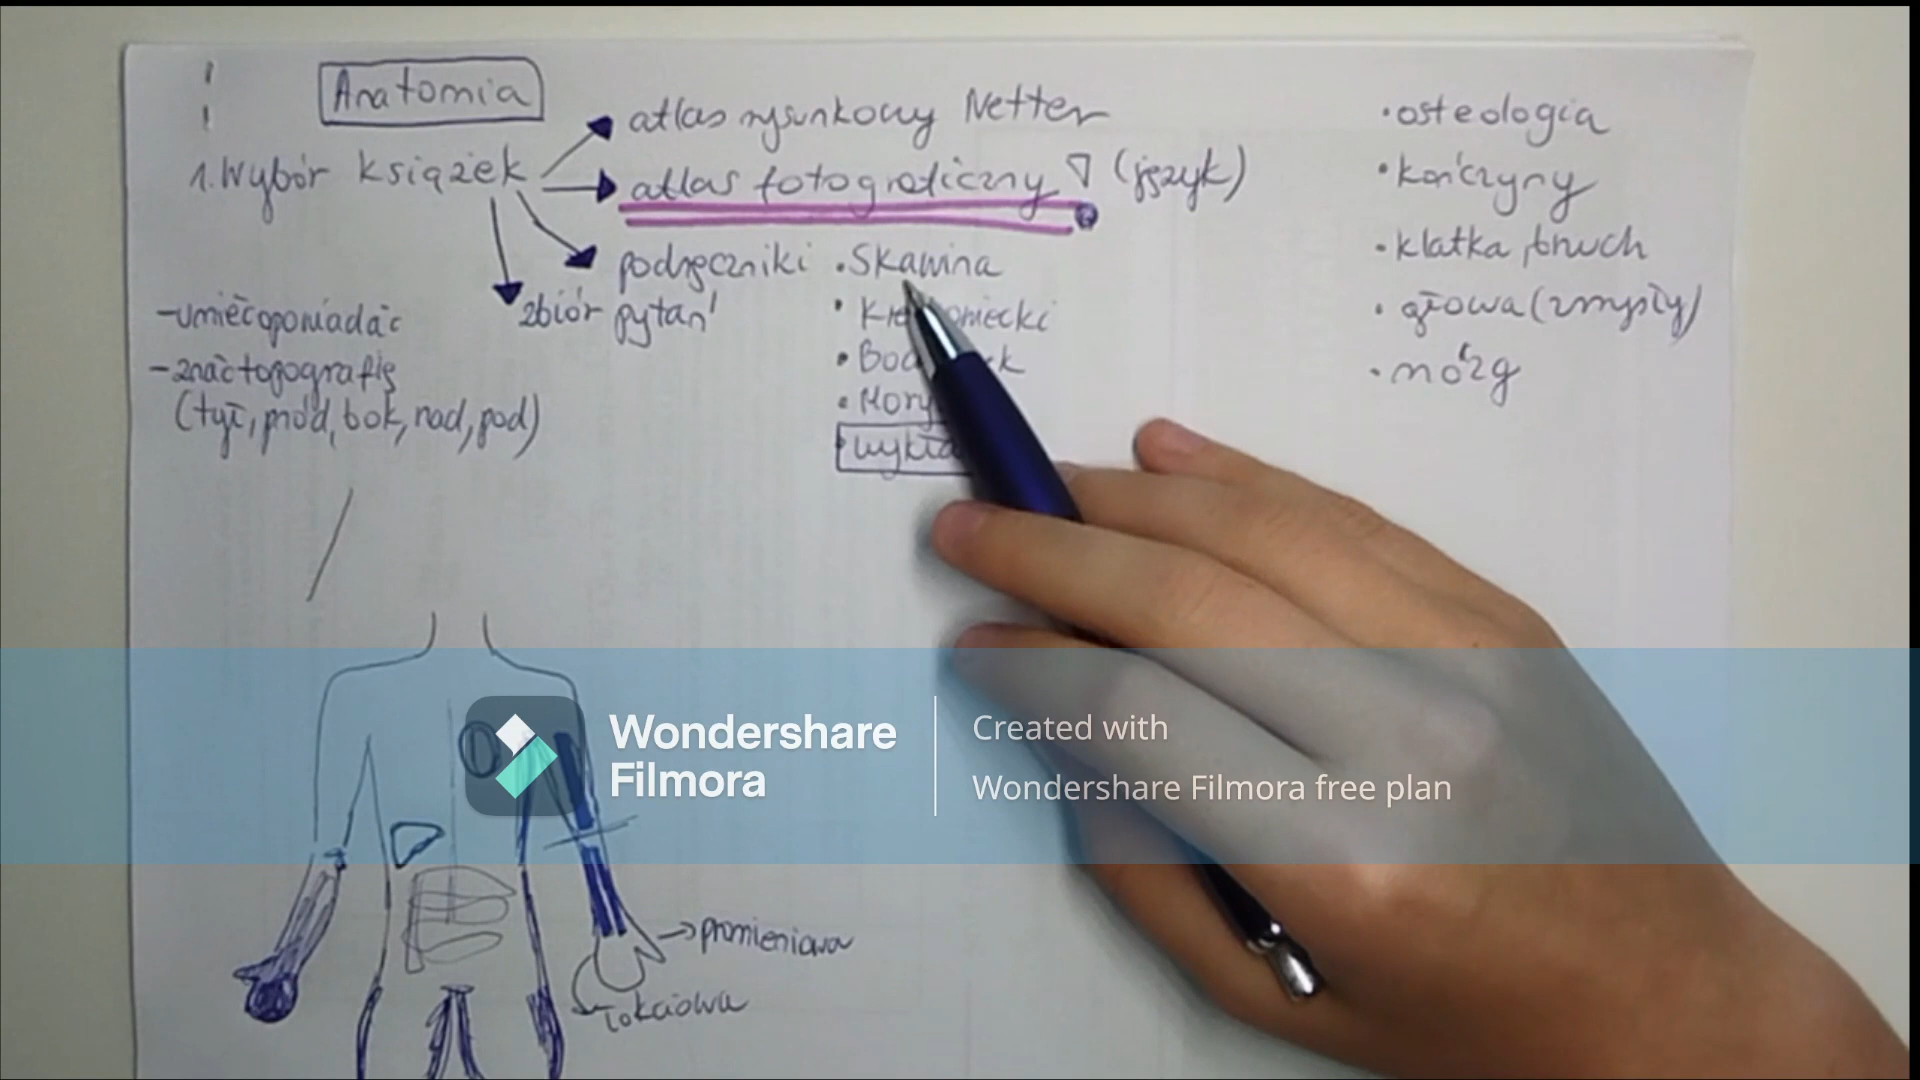 Anatomia
1. Wybór książek
atlas rysunkowy Netter
atlas fotograficzny ∇ (język)
podręczniki
• Skawina
zbiór pytań
- umieć opowiadać
- znać topografię
(tył, przód, bok, nad, pod)
• osteologia
• kończyny
• klatka, brzuch
• głowa (zmysły)
• mózg
→ promieniowa
łokciowa
Wondershare
Filmora
Created with
Wondershare Filmora free plan